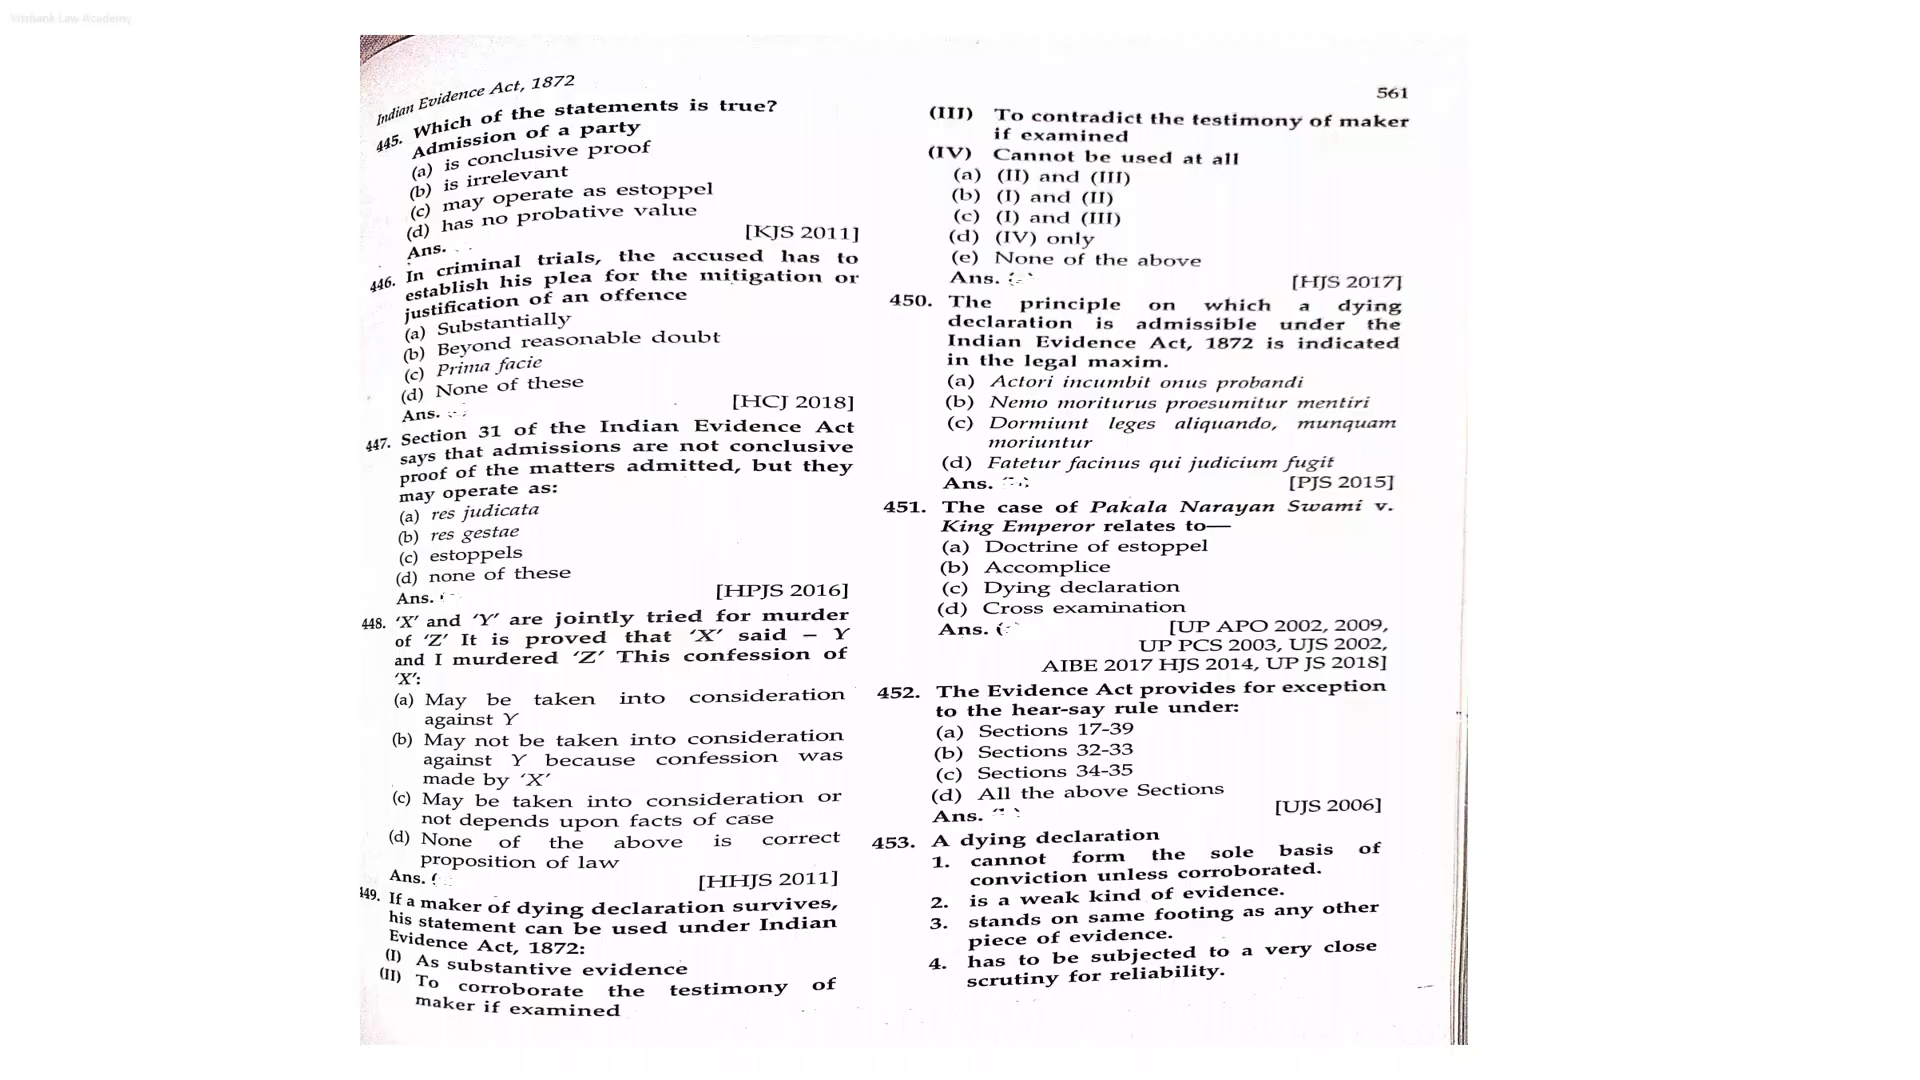 Vrishank Law Academy
Indian Evidence Act, 1872
445. Which of the statements is true?
Admission of a party
(a) is conclusive proof
(b) is irrelevant
(c) may operate as estoppel
(d) has no probative value
Ans.
[KJS 2011]
446. In criminal trials, the accused has to
establish his plea for the mitigation or
justification of an offence
(a) Substantially
(b) Beyond reasonable doubt
(c) Prima facie
(d) None of these
Ans.
[HCJ 2018]
447. Section 31 of the Indian Evidence Act
says that admissions are not conclusive
proof of the matters admitted, but they
may operate as:
(a) res judicata
(b) res gestae
(c) estoppels
(d) none of these
Ans.
[HPJS 2016]
448. ‘X’ and ‘Y’ are jointly tried for murder
of ‘Z’ It is proved that ‘X’ said – Y
and I murdered ‘Z’ This confession of
‘X’:
(a) May be taken into consideration
against Y
(b) May not be taken into consideration
against Y because confession was
made by ‘X’
(c) May be taken into consideration or
not depends upon facts of case
(d) None of the above is correct
proposition of law
Ans. (
[HHJS 2011]
449. If a maker of dying declaration survives,
his statement can be used under Indian
Evidence Act, 1872:
(I) As substantive evidence
(II) To corroborate the testimony of
maker if examined
561
(III) To contradict the testimony of maker
if examined
(IV) Cannot be used at all
(a) (II) and (III)
(b) (I) and (II)
(c) (I) and (III)
(d) (IV) only
(e) None of the above
Ans.
[HJS 2017]
450. The principle on which a dying
declaration is admissible under the
Indian Evidence Act, 1872 is indicated
in the legal maxim.
(a) Actori incumbit onus probandi
(b) Nemo moriturus proesumitur mentiri
(c) Dormiunt leges aliquando, munquam
moriuntur
(d) Fatetur facinus qui judicium fugit
Ans.
[PJS 2015]
451. The case of Pakala Narayan Swami v.
King Emperor relates to—
(a) Doctrine of estoppel
(b) Accomplice
(c) Dying declaration
(d) Cross examination
Ans. (
[UP APO 2002, 2009,
UP PCS 2003, UJS 2002,
AIBE 2017 HJS 2014, UP JS 2018]
452. The Evidence Act provides for exception
to the hear-say rule under:
(a) Sections 17-39
(b) Sections 32-33
(c) Sections 34-35
(d) All the above Sections
Ans.
[UJS 2006]
453. A dying declaration
1. cannot form the sole basis of
conviction unless corroborated.
2. is a weak kind of evidence.
3. stands on same footing as any other
piece of evidence.
4. has to be subjected to a very close
scrutiny for reliability.